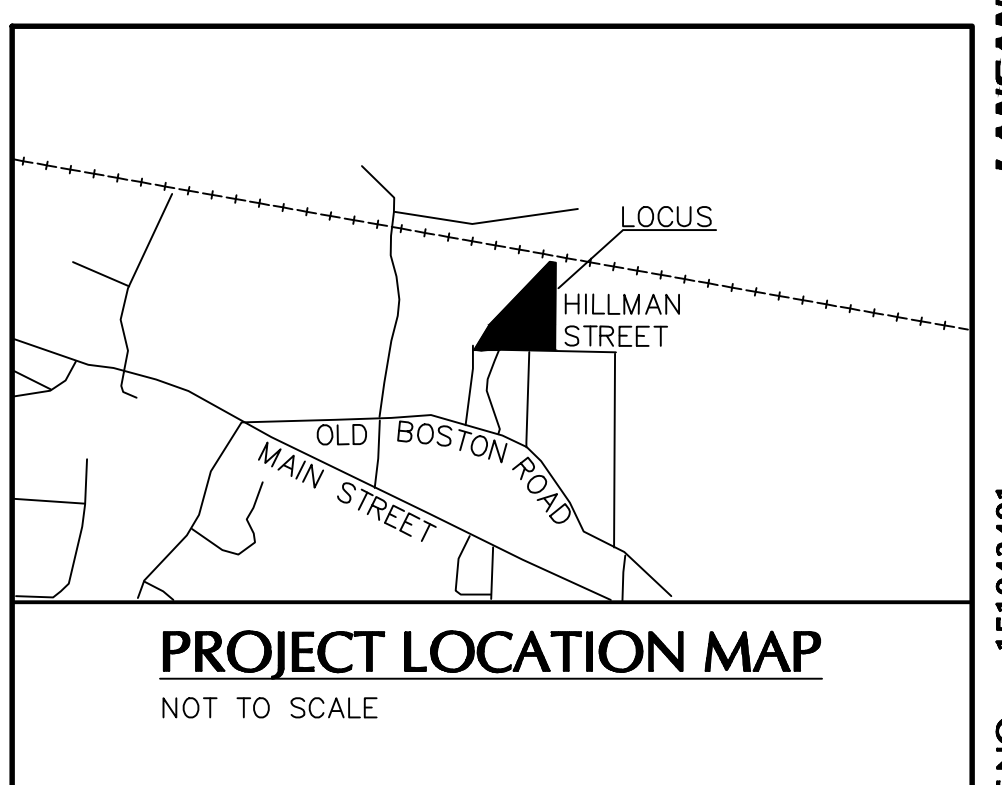 LOCUS
HILLMAN
STREET
OLD BOSTON ROAD
MAIN STREET
PROJECT LOCATION MAP
NOT TO SCALE